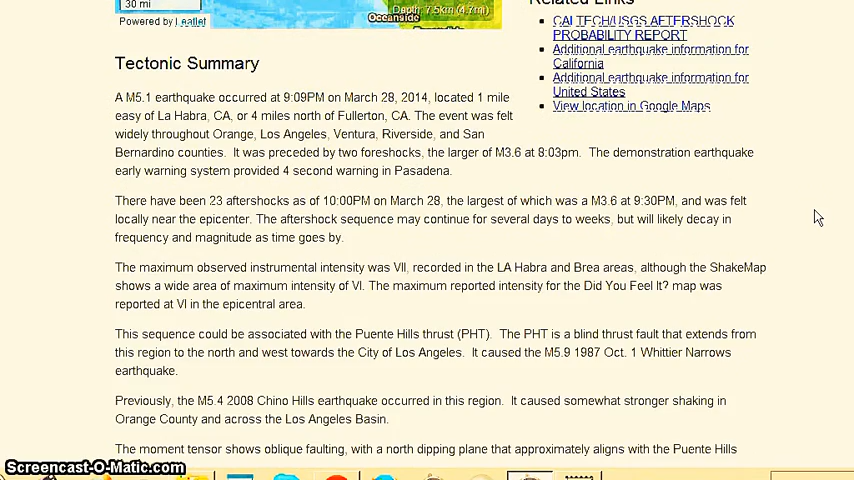 30 mi
Powered by Leaflet
Oceanside
Depth: 7.5km (4.7mi)
Related Links
CALTECH/USGS AFTERSHOCK
PROBABILITY REPORT
Additional earthquake information for
California
Additional earthquake information for
United States
View location in Google Maps
Tectonic Summary
A M5.1 earthquake occurred at 9:09PM on March 28, 2014, located 1 mile
easy of La Habra, CA, or 4 miles north of Fullerton, CA. The event was felt
widely throughout Orange, Los Angeles, Ventura, Riverside, and San
Bernardino counties. It was preceded by two foreshocks, the larger of M3.6 at 8:03pm. The demonstration earthquake
early warning system provided 4 second warning in Pasadena.
There have been 23 aftershocks as of 10:00PM on March 28, the largest of which was a M3.6 at 9:30PM, and was felt
locally near the epicenter. The aftershock sequence may continue for several days to weeks, but will likely decay in
frequency and magnitude as time goes by.
The maximum observed instrumental intensity was VII, recorded in the LA Habra and Brea areas, although the ShakeMap
shows a wide area of maximum intensity of VI. The maximum reported intensity for the Did You Feel It? map was
reported at VI in the epicentral area.
This sequence could be associated with the Puente Hills thrust (PHT). The PHT is a blind thrust fault that extends from
this region to the north and west towards the City of Los Angeles. It caused the M5.9 1987 Oct. 1 Whittier Narrows
earthquake.
Previously, the M5.4 2008 Chino Hills earthquake occurred in this region. It caused somewhat stronger shaking in
Orange County and across the Los Angeles Basin.
The moment tensor shows oblique faulting, with a north dipping plane that approximately aligns with the Puente Hills
Screencast-O-Matic.com